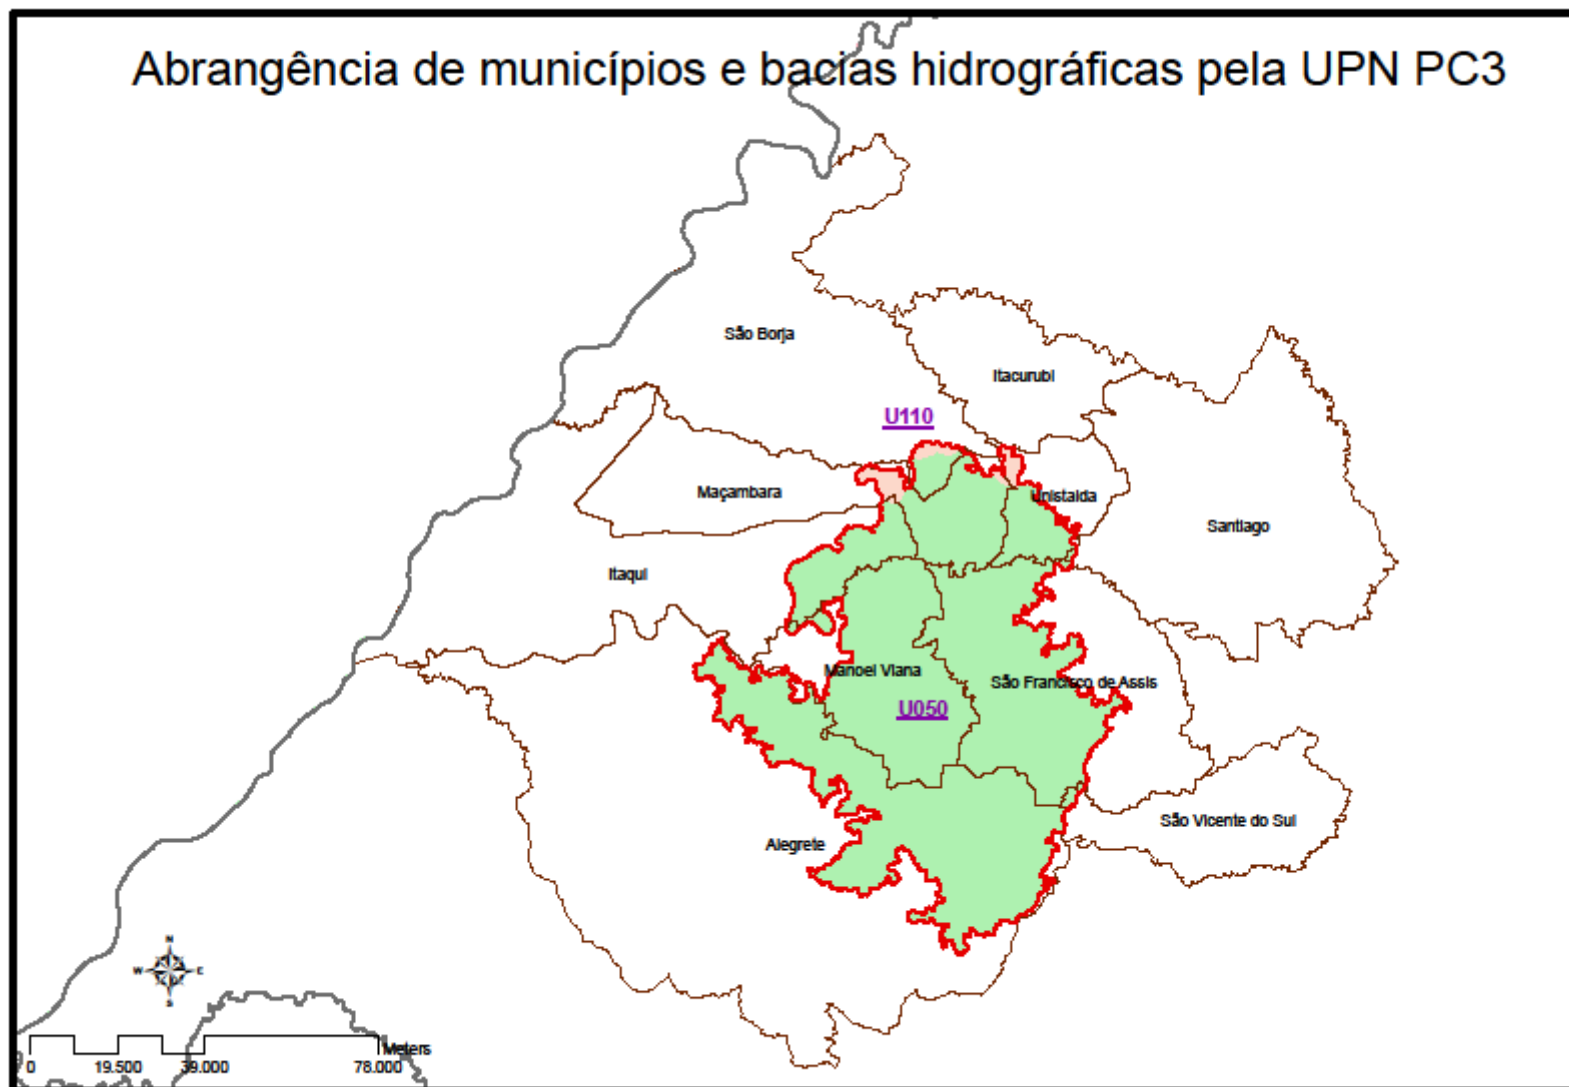 Abrangência de municípios e bacias hidrográficas pela UPN PC3
São Borja
Itacurubi
U110
Maçambara
Unistalda
Santiago
Itaqui
Manoel Viana
São Francisco de Assis
U050
São Vicente do Sul
Alegrete
N
W E
S
Meters
0 19.500 39.000 78.000